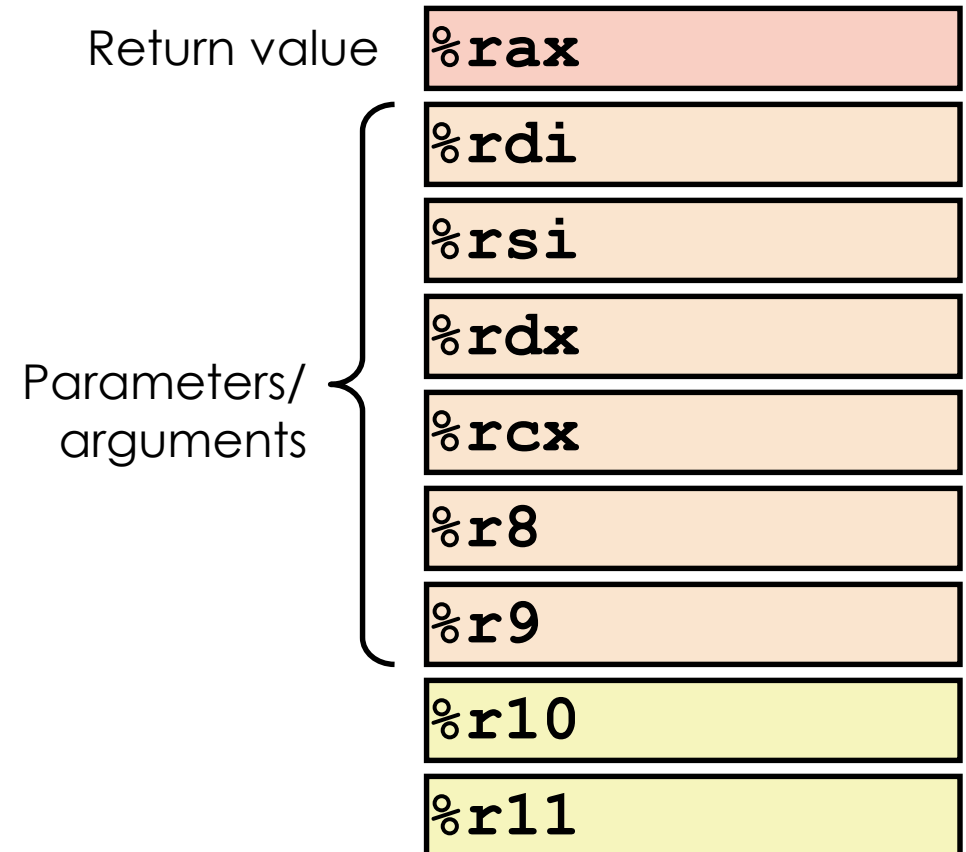 Return value
%rax
%rdi
%rsi
%rdx
Parameters/
arguments
%rcx
%r8
%r9
%r10
%r11